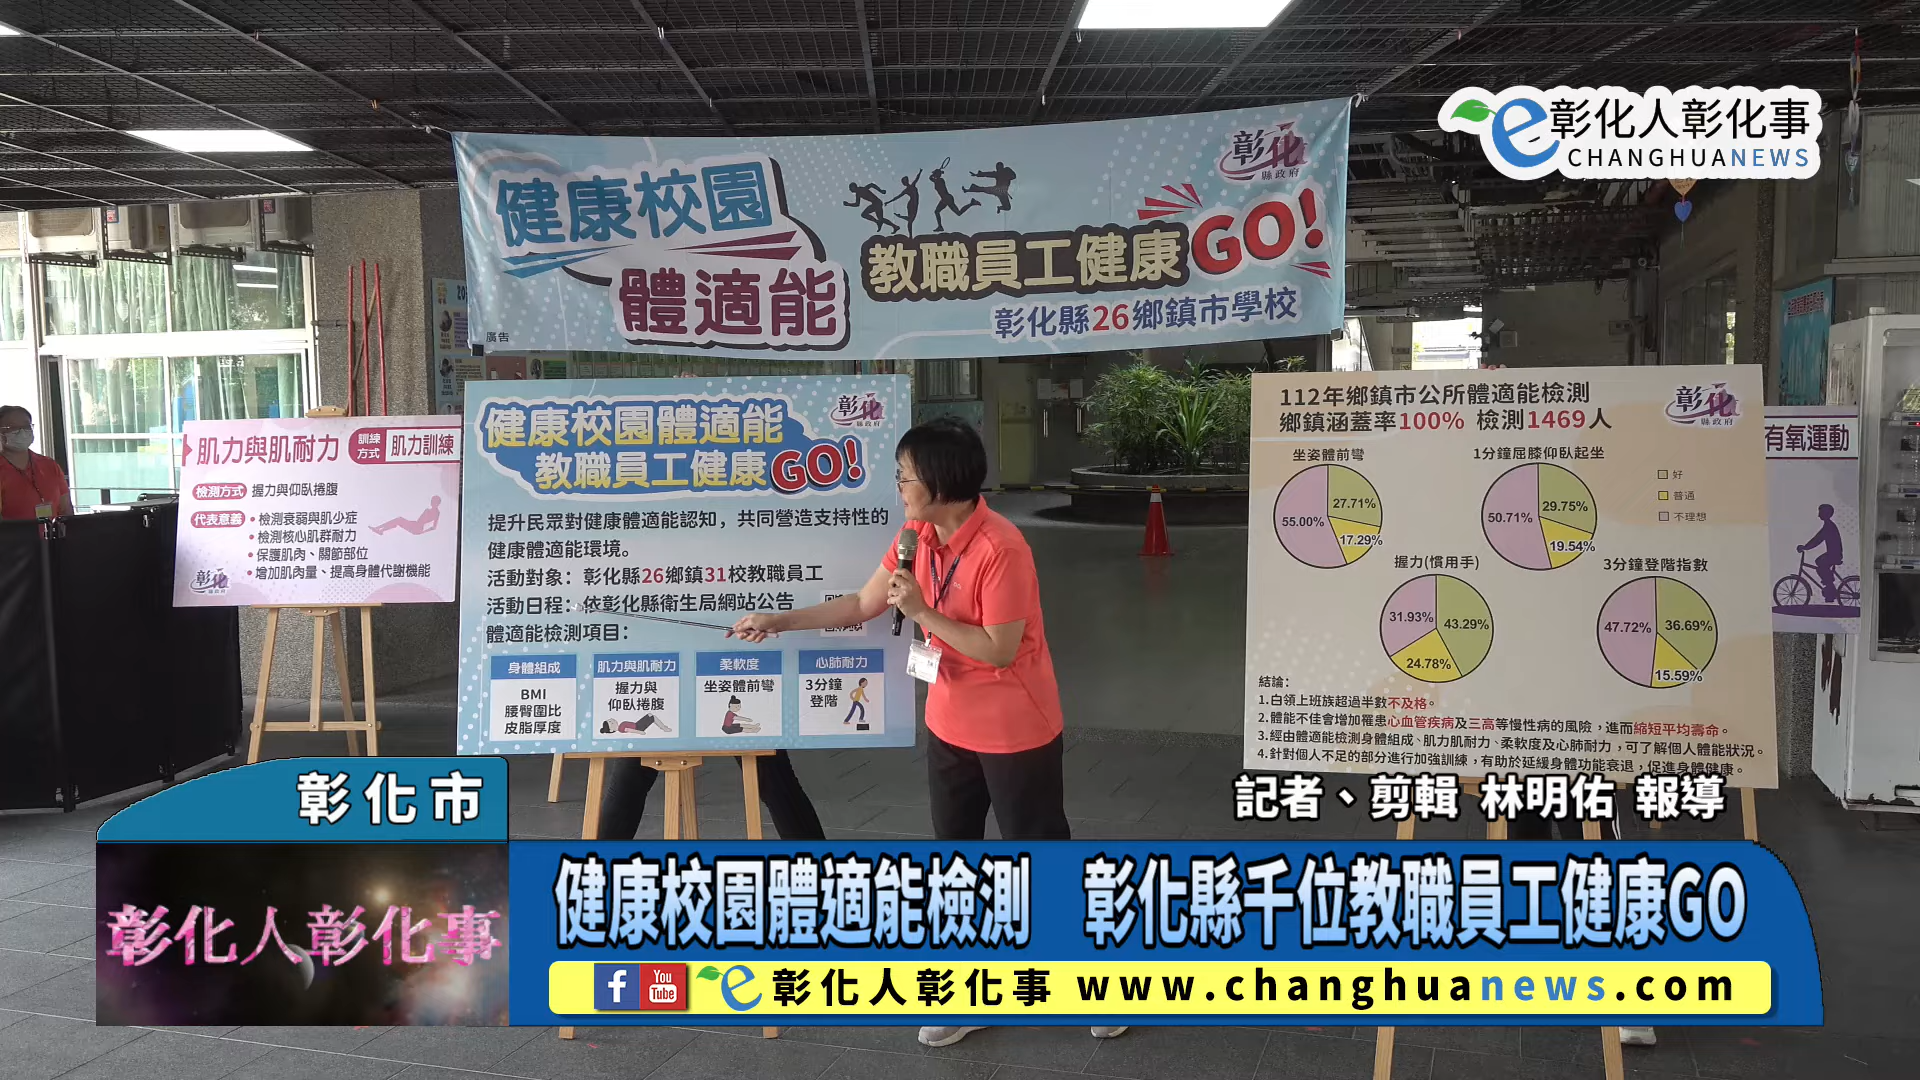 彰化人彰化事
CHANGHUANEWS
彰化
縣政府
健康校園
體適能
教職員工健康GO!
彰化縣26鄉鎮市學校
廣告
肌力與肌耐力 訓練方式 肌力訓練
檢測方式 握力與仰臥捲腹
代表意義 • 檢測衰弱與肌少症
• 檢測核心肌群耐力
• 保護肌肉、關節部位
• 增加肌肉量、提高身體代謝機能
彰化
縣政府
健康校園體適能
教職員工健康GO!
彰化
縣政府
提升民眾對健康體適能認知，共同營造支持性的
健康體適能環境。
活動對象：彰化縣26鄉鎮31校教職員工
活動日程：依彰化縣衛生局網站公告
體適能檢測項目：
身體組成
BMI
腰臀圍比
皮脂厚度
肌力與肌耐力
握力與
仰臥捲腹
柔軟度
坐姿體前彎
心肺耐力
3分鐘
登階
112年鄉鎮市公所體適能檢測
鄉鎮涵蓋率100% 檢測1469人
彰化
縣政府
坐姿體前彎
27.71%
55.00%
17.29%
1分鐘屈膝仰臥起坐
29.75%
50.71%
19.54%
好
普通
不理想
握力(慣用手)
31.93%
43.29%
24.78%
3分鐘登階指數
47.72%
36.69%
15.59%
結論：
1.白領上班族超過半數不及格。
2.體能不佳會增加罹患心血管疾病及三高等慢性病的風險，進而縮短平均壽命。
3.經由體適能檢測身體組成、肌力肌耐力、柔軟度及心肺耐力，可了解個人體能狀況。
4.針對個人不足的部分進行加強訓練，有助於延緩身體功能衰退，促進身體健康。
有氧運動
記者、剪輯 林明佑 報導
彰化市
彰化人彰化事
健康校園體適能檢測 彰化縣千位教職員工健康GO
f You Tube e 彰化人彰化事 www.changhuanews.com